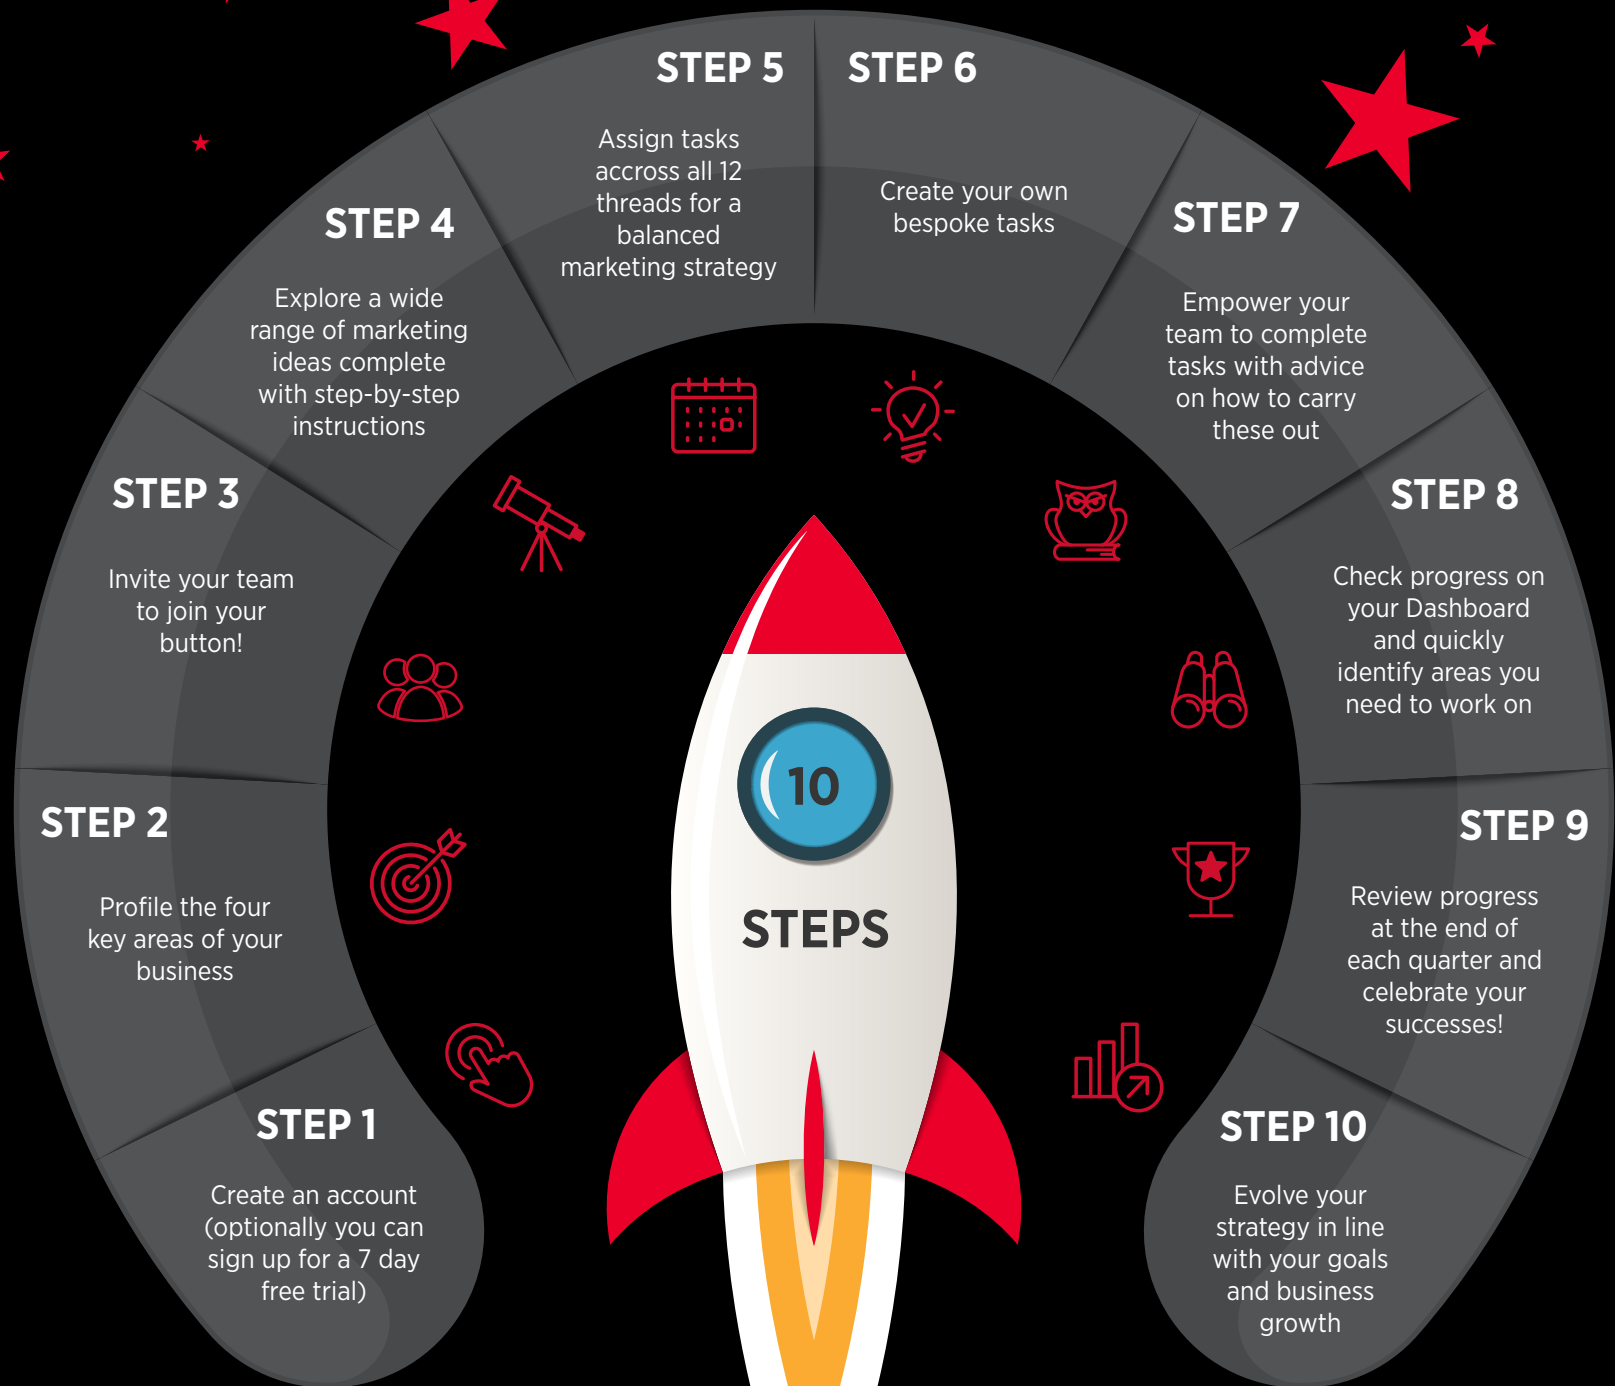 STEP 1
Create an account
(optionally you can
sign up for a 7 day
free trial)
STEP 2
Profile the four
key areas of your
business
STEP 3
Invite your team
to join your
button!
STEP 4
Explore a wide
range of marketing
ideas complete
with step-by-step
instructions
STEP 5
Assign tasks
accross all 12
threads for a
balanced
marketing strategy
STEP 6
Create your own
bespoke tasks
STEP 7
Empower your
team to complete
tasks with advice
on how to carry
these out
STEP 8
Check progress on
your Dashboard
and quickly
identify areas you
need to work on
STEP 9
Review progress
at the end of
each quarter and
celebrate your
successes!
STEP 10
Evolve your
strategy in line
with your goals
and business
growth
10
STEPS